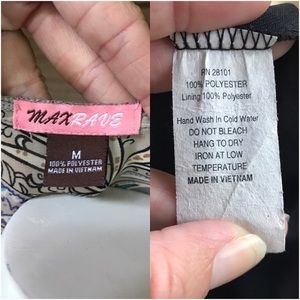 MAXRAVE
M
100% POLYESTER
MADE IN VIETNAM
RN 28101
100% POLYESTER
Lining 100% Polyester
Hand Wash In Cold Water
DO NOT BLEACH
HANG TO DRY
IRON AT LOW
TEMPERATURE
MADE IN VIETNAM